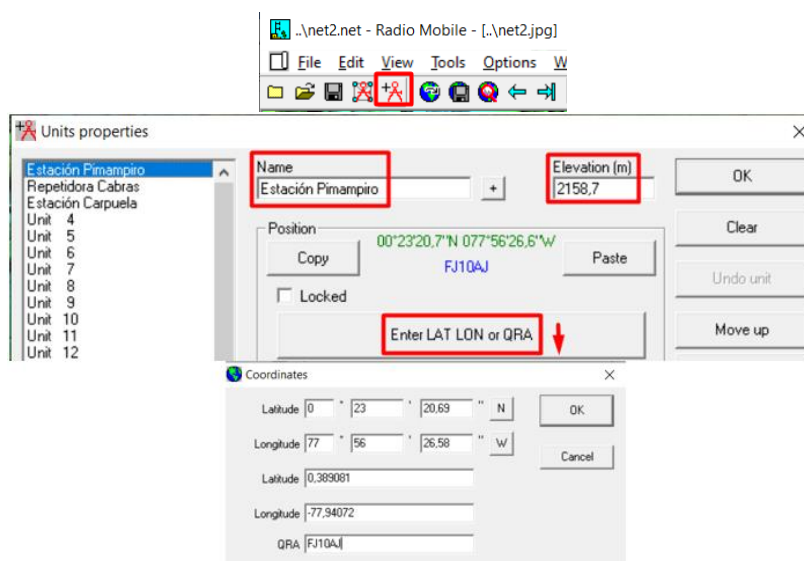 ..\net2.net - Radio Mobile - [..\net2.jpg]
File Edit View Tools Options W
Units properties
Estación Pimampiro
Repetidora Cabras
Estación Carpuela
Unit 4
Unit 5
Unit 6
Unit 7
Unit 8
Unit 9
Unit 10
Unit 11
Unit 12
Name
Estación Pimampiro
+
Elevation (m)
2158,7
Position
Copy
00°23'20,7"N 077°56'26,6"W
FJ10AJ
Paste
Locked
Enter LAT LON or QRA
OK
Clear
Undo unit
Move up
Coordinates
Latitude 0 ° 23 ' 20,69 " N OK
Longitude 77 ° 56 ' 26,58 " W Cancel
Latitude 0,389081
Longitude -77,94072
QRA FJ10AJ